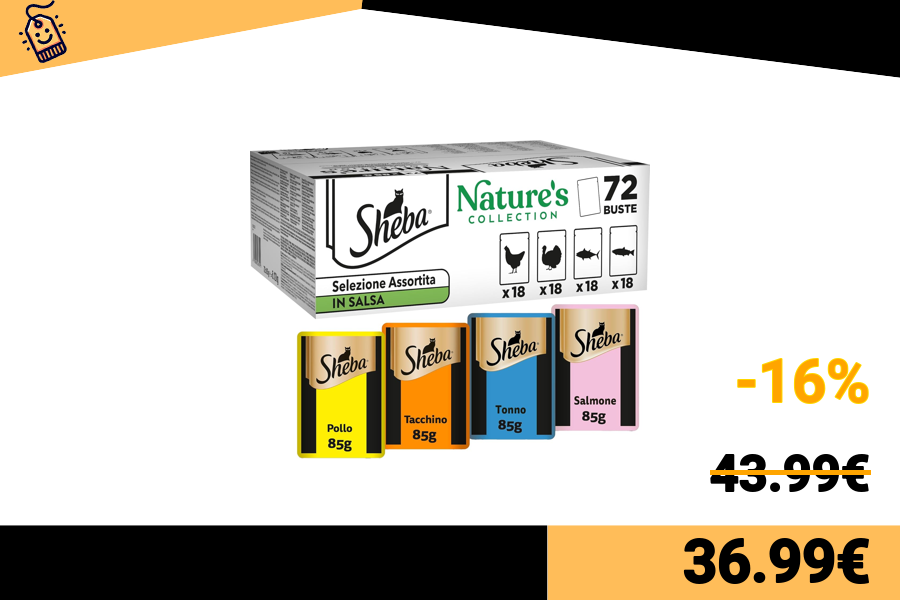 Sheba
Nature's
COLLECTION
72
BUSTE
Sheba®
Selezione Assortita
IN SALSA
x18 x18 x18 x18
Sheba
Pollo
85g
Sheba
Tacchino
85g
Sheba
Tonno
85g
Sheba
Salmone
85g
-16%
43.99€
36.99€